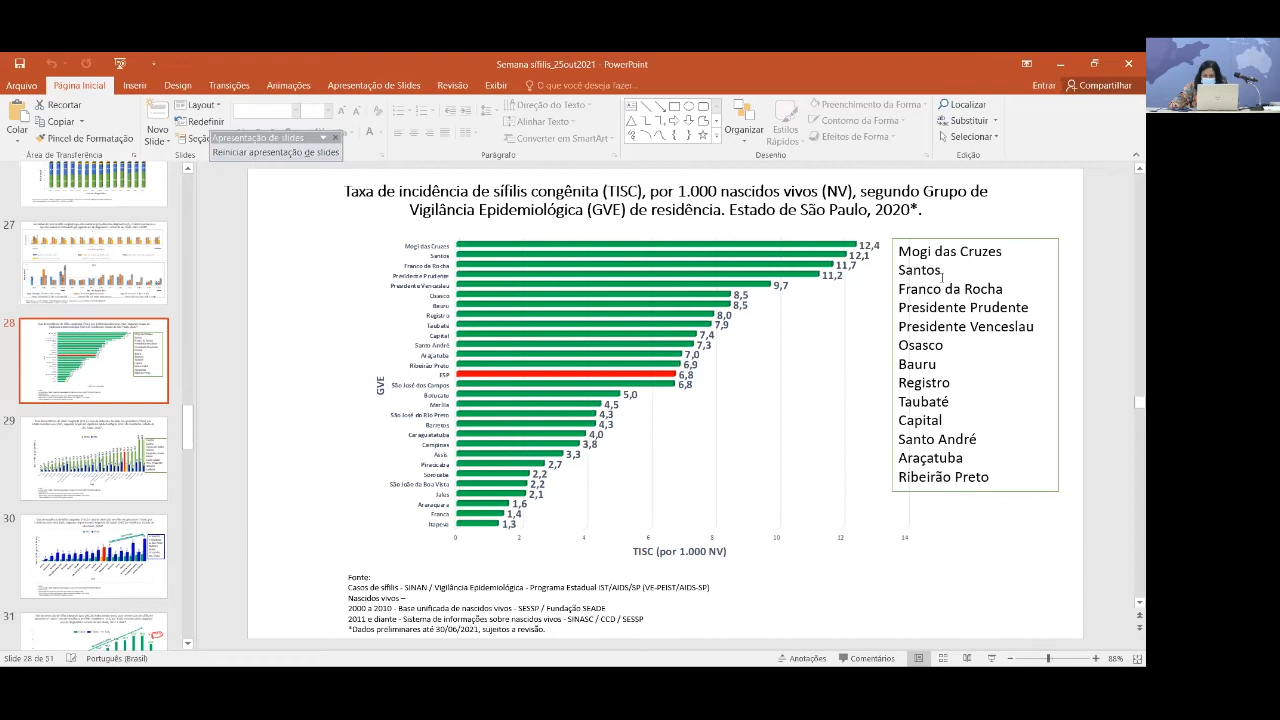 Semana sífilis_25out2021 - PowerPoint
Arquivo
Página Inicial
Inserir
Design
Transições
Animações
Apresentação de Slides
Revisão
Exibir
O que você deseja fazer...
Entrar
Compartilhar
Colar
Recortar
Copiar
Pincel de Formatação
Área de Transferência
Novo
Slide
Layout
Redefinir
Seção
Slides
Apresentação de slides
Reiniciar apresentação de slides
Direção do Texto
Alinhar Texto
Converter em SmartArt
Parágrafo
Organizar
Estilos
Rápidos
Preenchimento da Forma
Contorno da Forma
Efeitos de Forma
Desenho
Localizar
Substituir
Selecionar
Edição
27
28
29
30
31
Taxa de incidência de sífilis congênita (TISC), por 1.000 nascidos vivos (NV), segundo Grupo de
Vigilância Epidemiológica (GVE) de residência. Estado de São Paulo, 2020*.
GVE
Mogi das Cruzes 12,4
Santos 12,1
Franco da Rocha 11,7
Presidente Prudente 11,2
Presidente Venceslau 9,7
Osasco 8,5
Bauru 8,5
Registro 8,0
Taubaté 7,9
Capital 7,4
Santo André 7,3
Araçatuba 7,0
Ribeirão Preto 6,9
ESP 6,8
São José dos Campos 6,8
Botucatu 5,0
Marília 4,5
São José do Rio Preto 4,3
Barretos 4,3
Caraguatatuba 4,0
Campinas 3,8
Assis 3,3
Piracicaba 2,7
Sorocaba 2,2
São João da Boa Vista 2,2
Jales 2,1
Araraquara 1,6
Franca 1,4
Itapeva 1,3
0 2 4 6 8 10 12 14
TISC (por 1.000 NV)
Mogi das Cruzes
Santos
Franco da Rocha
Presidente Prudente
Presidente Venceslau
Osasco
Bauru
Registro
Taubaté
Capital
Santo André
Araçatuba
Ribeirão Preto
Fonte:
Casos de sífilis - SINAN / Vigilância Epidemiológica - Programa Estadual IST/AIDS/SP (VE-PEIST/AIDS-SP)
Nascidos vivos –
2000 a 2010 - Base unificada de nascidos vivos - SESSP / Fundação SEADE
2011 e diante - Sistema de informações sobre nascidos vivos - SINASC / CCD / SESSP
*Dados preliminares até 30/06/2021, sujeitos a revisão.
Slide 28 de 51
Português (Brasil)
Anotações
Comentários
88%